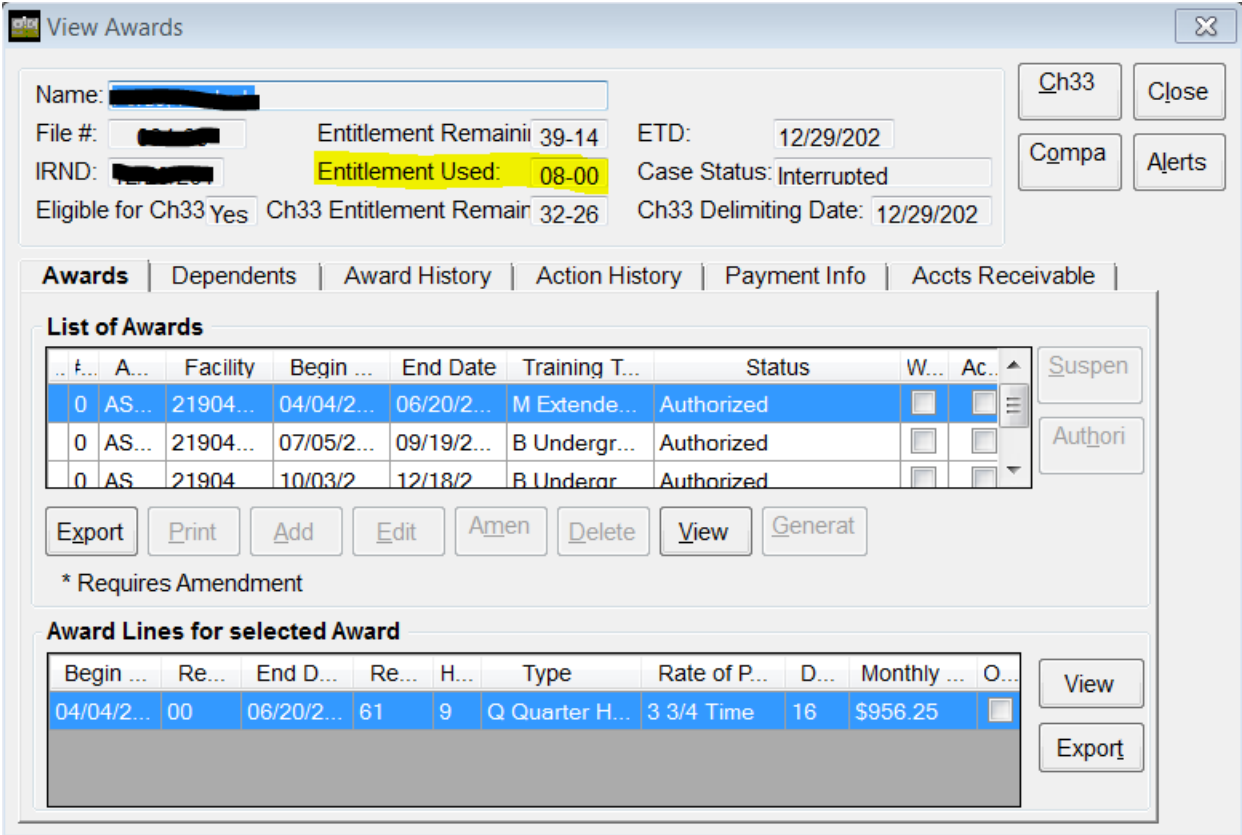 View Awards
Name:
Ch33
Close
File #:
Entitlement Remainii 39-14
ETD: 12/29/202
IRND:
Entitlement Used: 08-00
Case Status: Interrupted
Compa
Alerts
Eligible for Ch33 Yes
Ch33 Entitlement Remain 32-26
Ch33 Delimiting Date: 12/29/202
Awards | Dependents | Award History | Action History | Payment Info | Accts Receivable |
List of Awards
.. #... A... Facility Begin ... End Date Training T... Status W... Ac..
Suspen
0 AS... 21904... 04/04/2... 06/20/2... M Extende... Authorized
0 AS... 21904... 07/05/2... 09/19/2... B Undergr... Authorized
Authori
0 AS 21904 10/03/2 12/18/2 B Undergr Authorized
Export Print Add Edit Amen Delete View Generat
* Requires Amendment
Award Lines for selected Award
Begin ... Re... End D... Re... H... Type Rate of P... D... Monthly ... O...
View
04/04/2... 00 06/20/2... 61 9 Q Quarter H... 3 3/4 Time 16 $956.25
Export